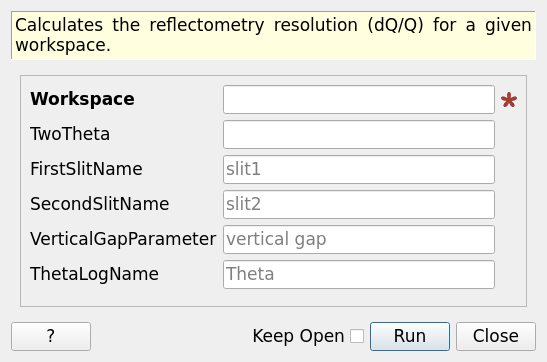 Calculates the reflectometry resolution (dQ/Q) for a given
workspace.
Workspace
TwoTheta
FirstSlitName slit1
SecondSlitName slit2
VerticalGapParameter vertical gap
ThetaLogName Theta
? Keep Open Run Close